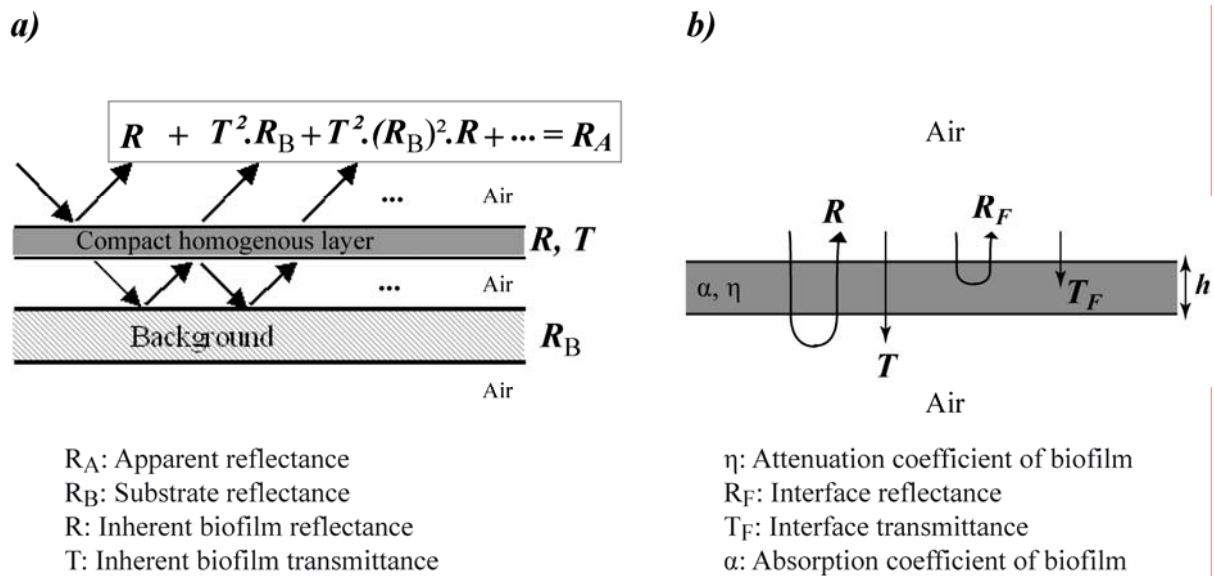 a)
R + T².R_B + T².(R_B)².R + ... = R_A
... Air
Compact homogenous layer R, T
... Air
Background R_B
Air
R_A: Apparent reflectance
R_B: Substrate reflectance
R: Inherent biofilm reflectance
T: Inherent biofilm transmittance
b)
Air
R R_F
α, η T_F h
T
Air
η: Attenuation coefficient of biofilm
R_F: Interface reflectance
T_F: Interface transmittance
α: Absorption coefficient of biofilm